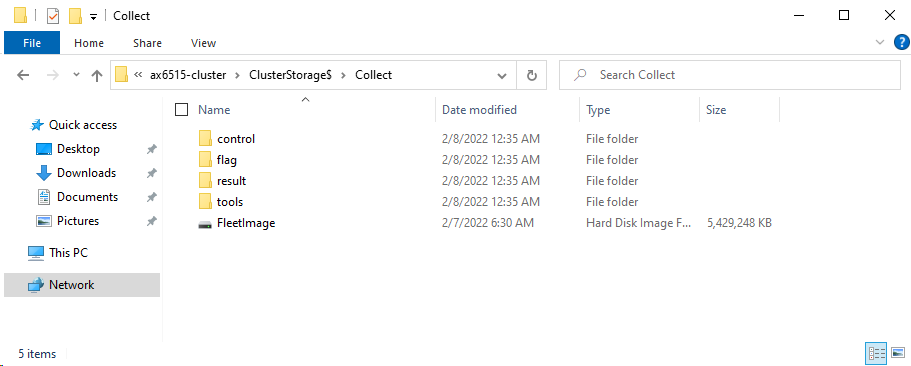 Collect
File Home Share View
« ax6515-cluster > ClusterStorage$ > Collect Search Collect
Name Date modified Type Size
Quick access
Desktop
Downloads
Documents
Pictures
This PC
Network
control 2/8/2022 12:35 AM File folder
flag 2/8/2022 12:35 AM File folder
result 2/8/2022 12:35 AM File folder
tools 2/8/2022 12:35 AM File folder
FleetImage 2/7/2022 6:30 AM Hard Disk Image F... 5,429,248 KB
5 items